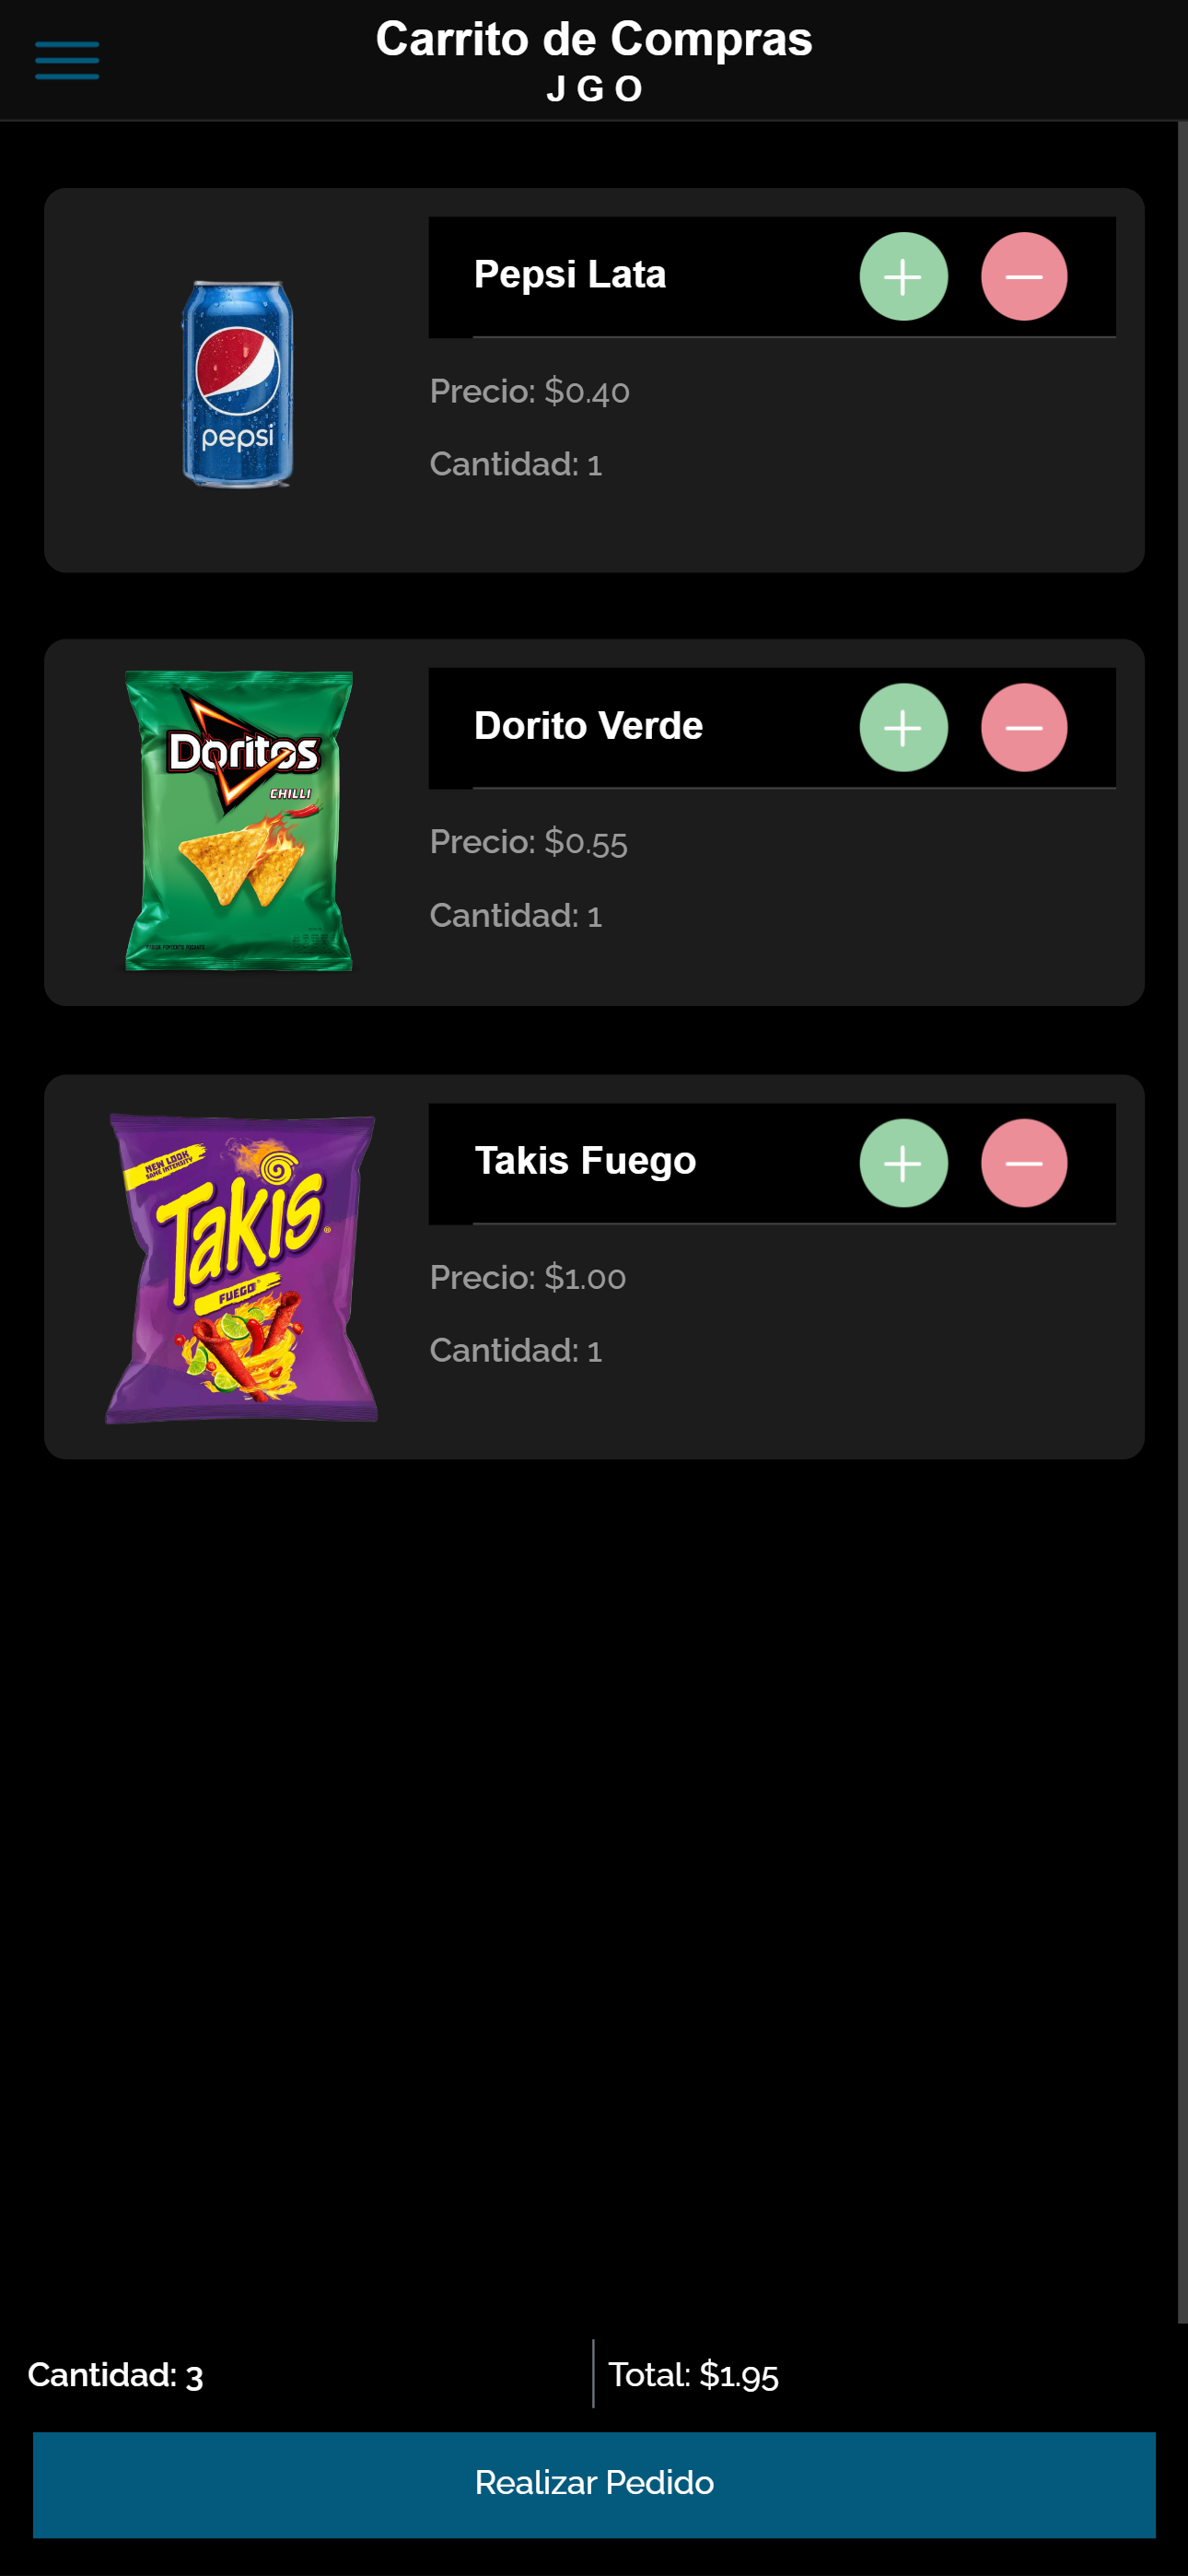 Carrito de Compras
J G O
Pepsi Lata
pepsi
Precio: $0.40
Cantidad: 1
Dorito Verde
Doritos
CHILLI
Precio: $0.55
Cantidad: 1
Takis Fuego
NEW LOOK
SAME INTENSITY
Takis
FUEGO
Precio: $1.00
Cantidad: 1
Cantidad: 3
Total: $1.95
Realizar Pedido